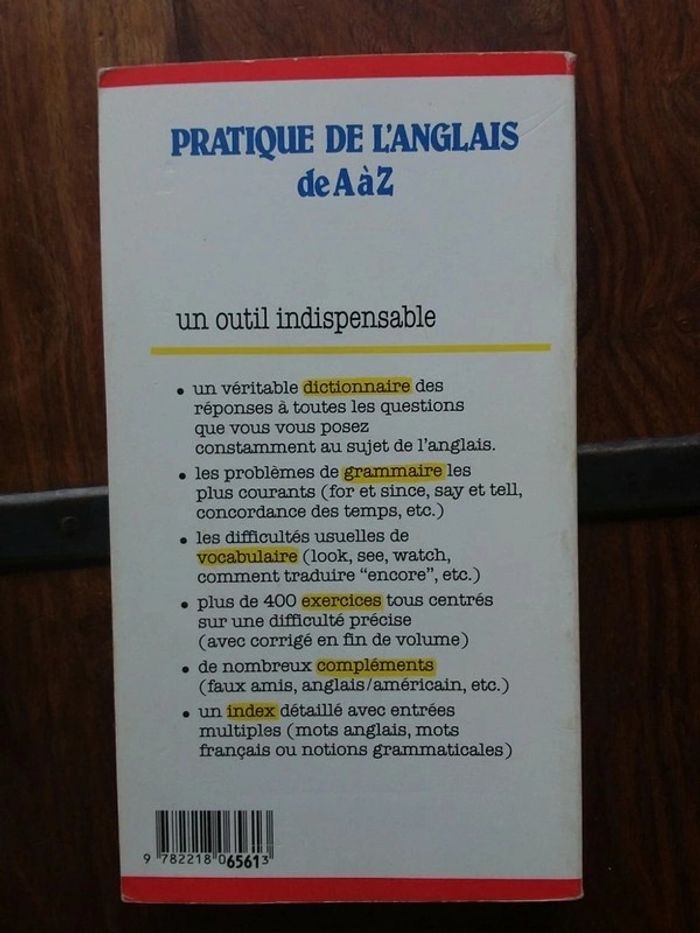 PRATIQUE DE L'ANGLAIS
de A à Z
un outil indispensable
• un véritable dictionnaire des
réponses à toutes les questions
que vous vous posez
constamment au sujet de l'anglais.
• les problèmes de grammaire les
plus courants (for et since, say et tell,
concordance des temps, etc.)
• les difficultés usuelles de
vocabulaire (look, see, watch,
comment traduire “encore”, etc.)
• plus de 400 exercices tous centrés
sur une difficulté précise
(avec corrigé en fin de volume)
• de nombreux compléments
(faux amis, anglais/américain, etc.)
• un index détaillé avec entrées
multiples (mots anglais, mots
français ou notions grammaticales)
9 782218 065613